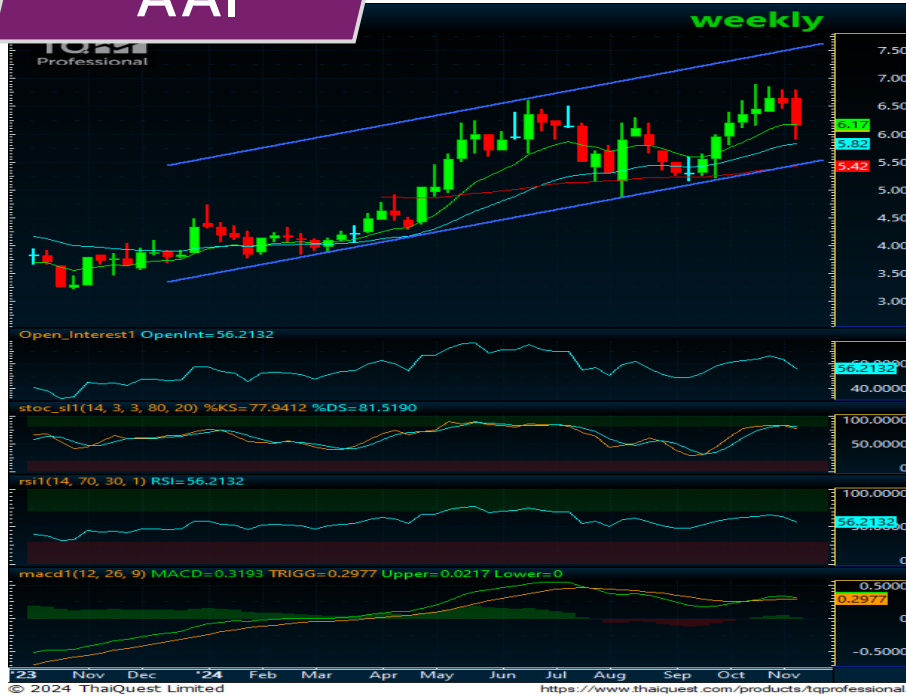 AAI
weekly
Professional
7.50
7.00
6.50
6.17
6.00
5.82
5.50
5.42
5.00
4.50
4.00
3.50
3.00
Open_Interest1 OpenInt=56.2132
56.2132
40.0000
stoc_sl1(14, 3, 3, 80, 20) %KS=77.9412 %DS=81.5190
100.0000
50.0000
0
rsi1(14, 70, 30, 1) RSI=56.2132
100.0000
56.2132
0
macd1(12, 26, 9) MACD=0.3193 TRIGG=0.2977 Upper=0.0217 Lower=0
0.5000
0.2977
0
-0.5000
'23 Nov Dec '24 Feb Mar Apr May Jun Jul Aug Sep Oct Nov
© 2024 ThaiQuest Limited https://www.thaiquest.com/products/tqprofessional